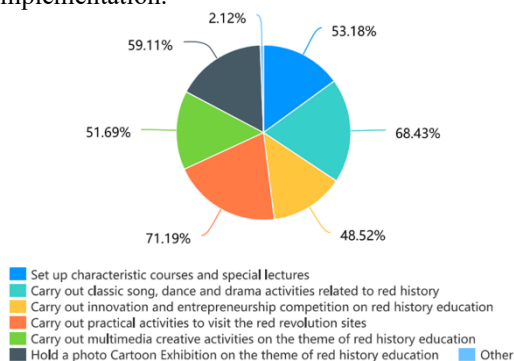 implementation.
2.12%
53.18%
59.11%
51.69%
68.43%
71.19%
48.52%
Set up characteristic courses and special lectures
Carry out classic song, dance and drama activities related to red history
Carry out innovation and entrepreneurship competition on red history education
Carry out practical activities to visit the red revolution sites
Carry out multimedia creative activities on the theme of red history education
Hold a photo Cartoon Exhibition on the theme of red history education Other